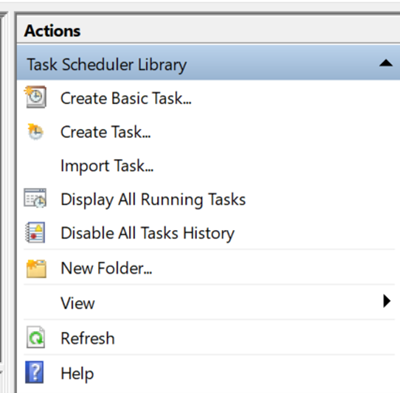 Actions
Task Scheduler Library
Create Basic Task...
Create Task...
Import Task...
Display All Running Tasks
Disable All Tasks History
New Folder...
View
Refresh
Help